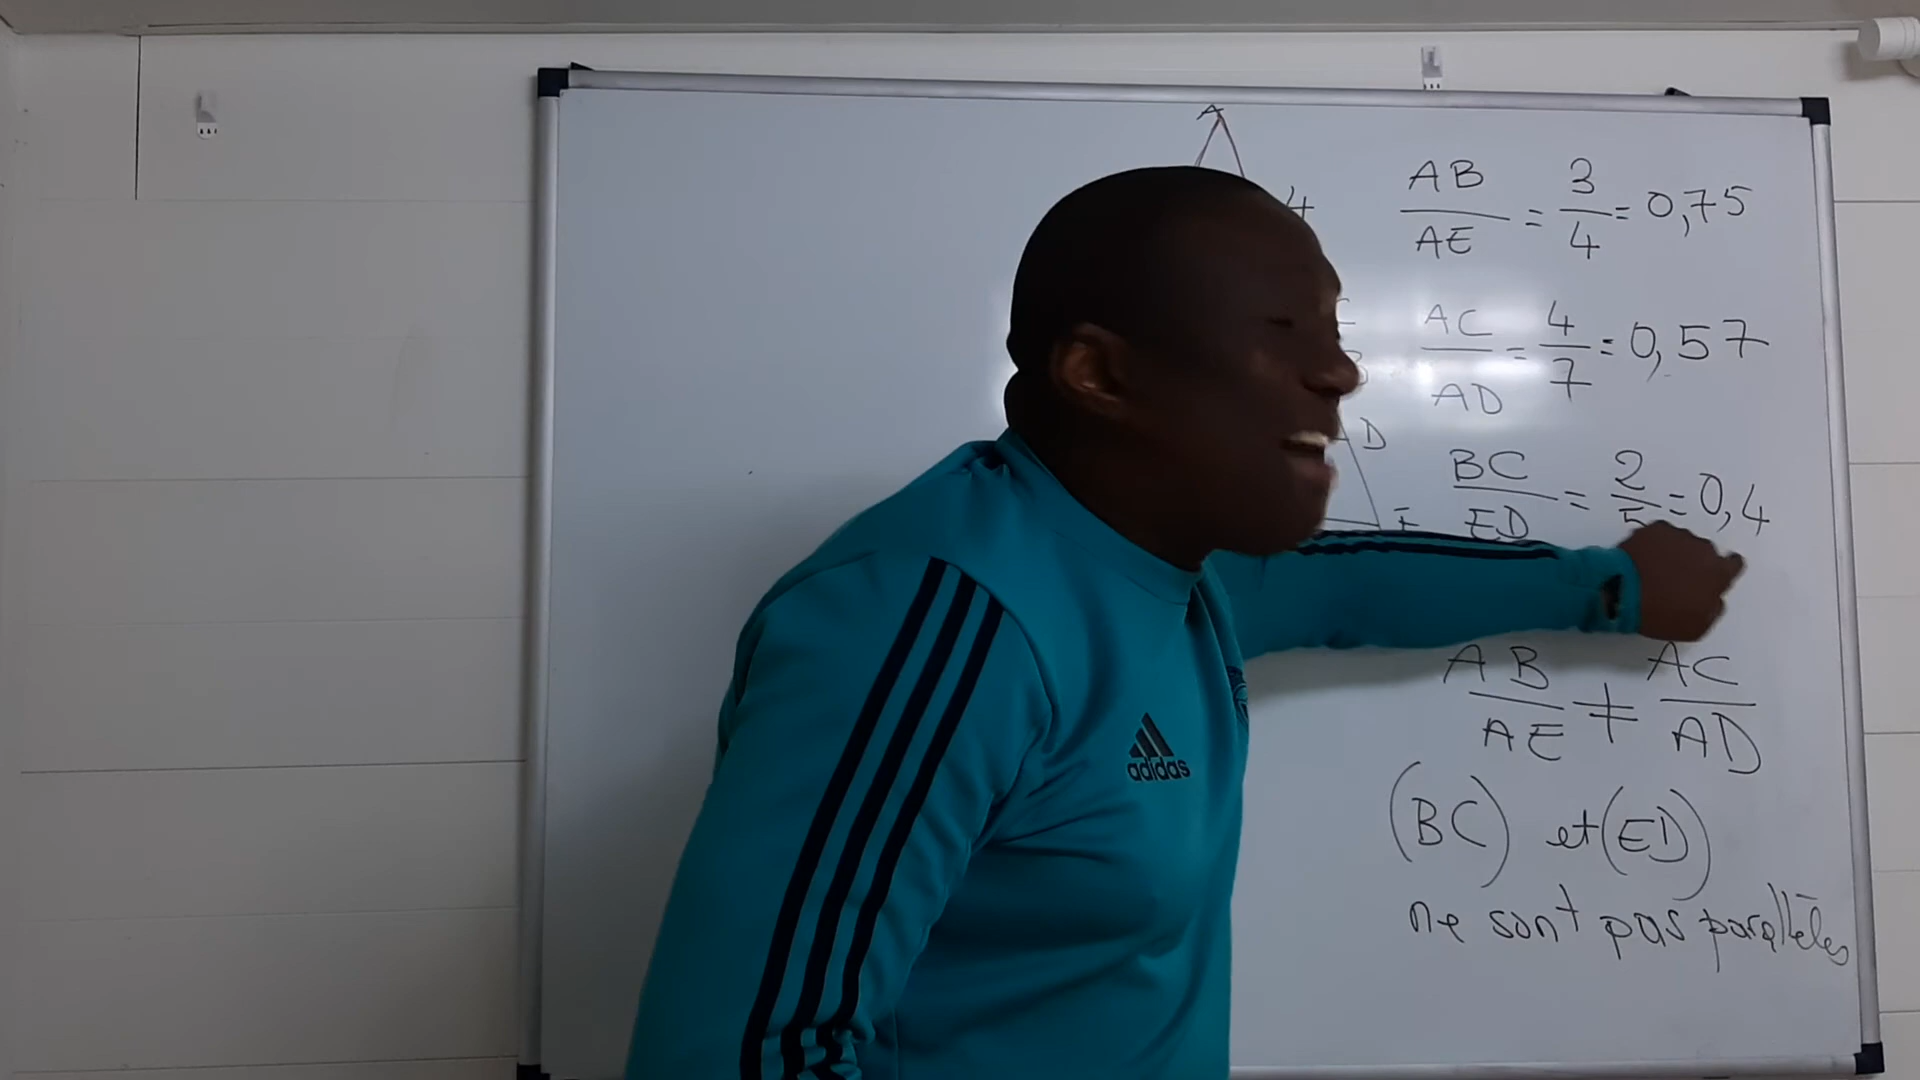 A
4
D
AB/AE = 3/4 = 0,75
AC/AD = 4/7 = 0,57
BC/ED = 2/5 = 0,4
AB/AE ≠ AC/AD
(BC) et (ED)
ne sont pas parallèles
adidas